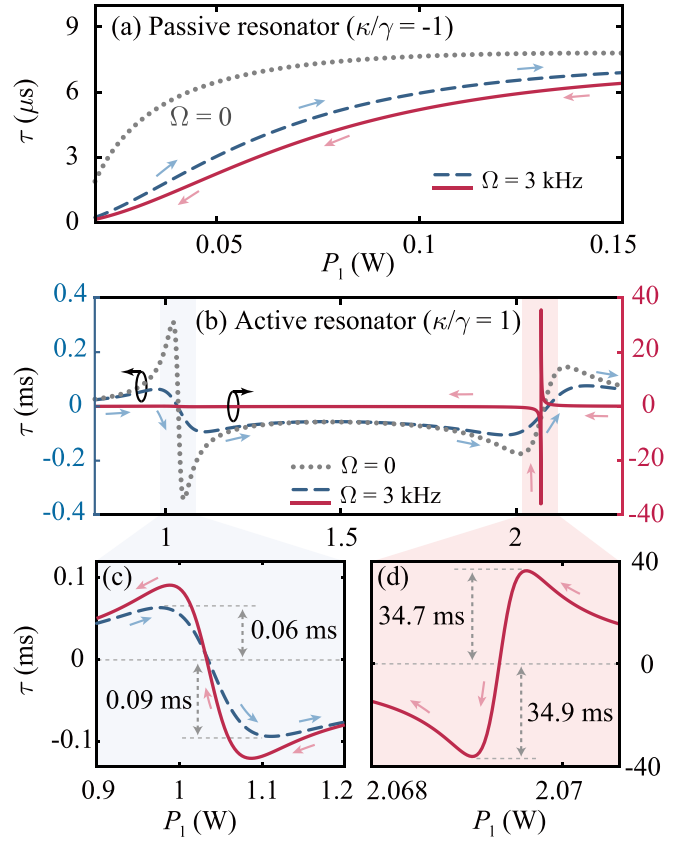 (a) Passive resonator (κ/γ = -1)
9
6
3
0
τ (μs)
Ω = 0
Ω = 3 kHz
0.05
0.1
0.15
P₁ (W)
(b) Active resonator (κ/γ = 1)
0.4
0.2
0
-0.2
-0.4
τ (ms)
40
20
0
-20
-40
Ω = 0
Ω = 3 kHz
1
1.5
2
(c)
0.1
0
-0.1
τ (ms)
0.06 ms
0.09 ms
0.9
1
1.1
1.2
P₁ (W)
(d)
34.7 ms
34.9 ms
40
0
-40
2.068
2.07
P₁ (W)